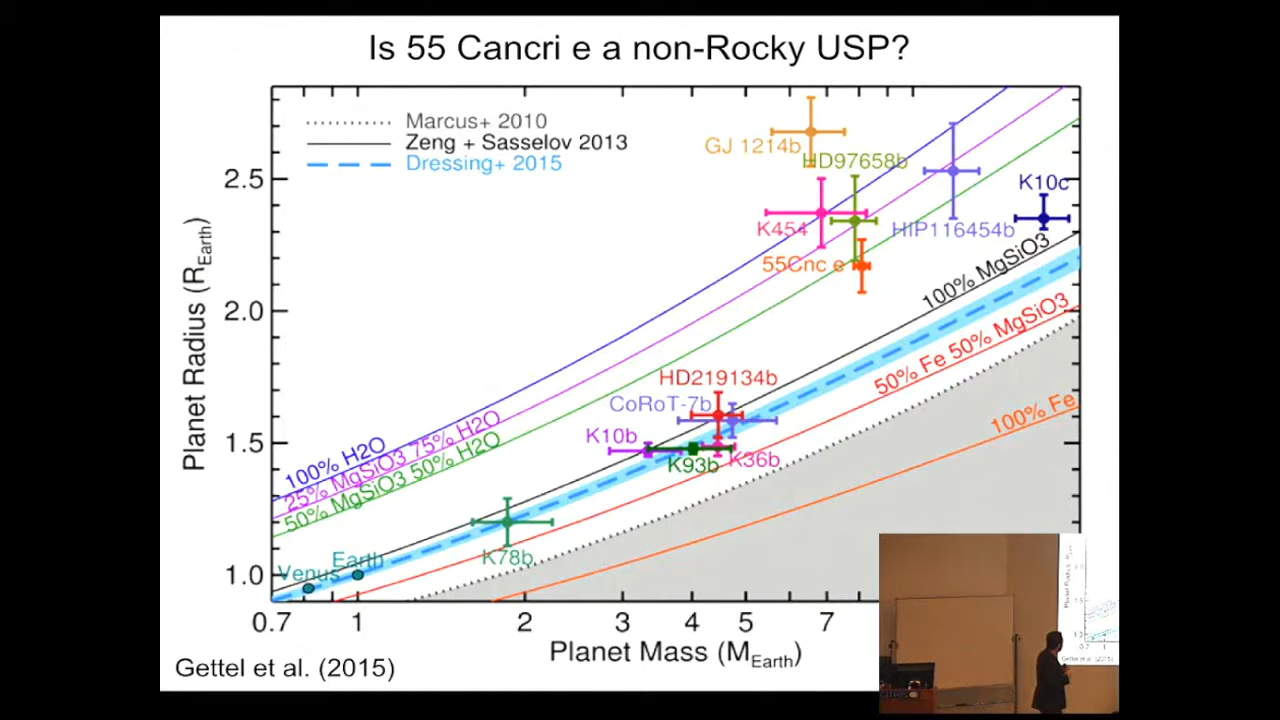 Is 55 Cancri e a non-Rocky USP?
Marcus+ 2010
Zeng + Sasselov 2013
Dressing+ 2015
GJ 1214b
HD97658b
K10c
K454
HIP116454b
55Cnc e
100% MgSiO3
50% Fe 50% MgSiO3
100% Fe
HD219134b
CoRoT-7b
K10b
K93b
K36b
100% H2O
25% MgSiO3 75% H2O
50% MgSiO3 50% H2O
K78b
Earth
Venus
2.5
2.0
1.5
1.0
Planet Radius (REarth)
0.7 1 2 3 4 5 7
Planet Mass (MEarth)
Gettel et al. (2015)